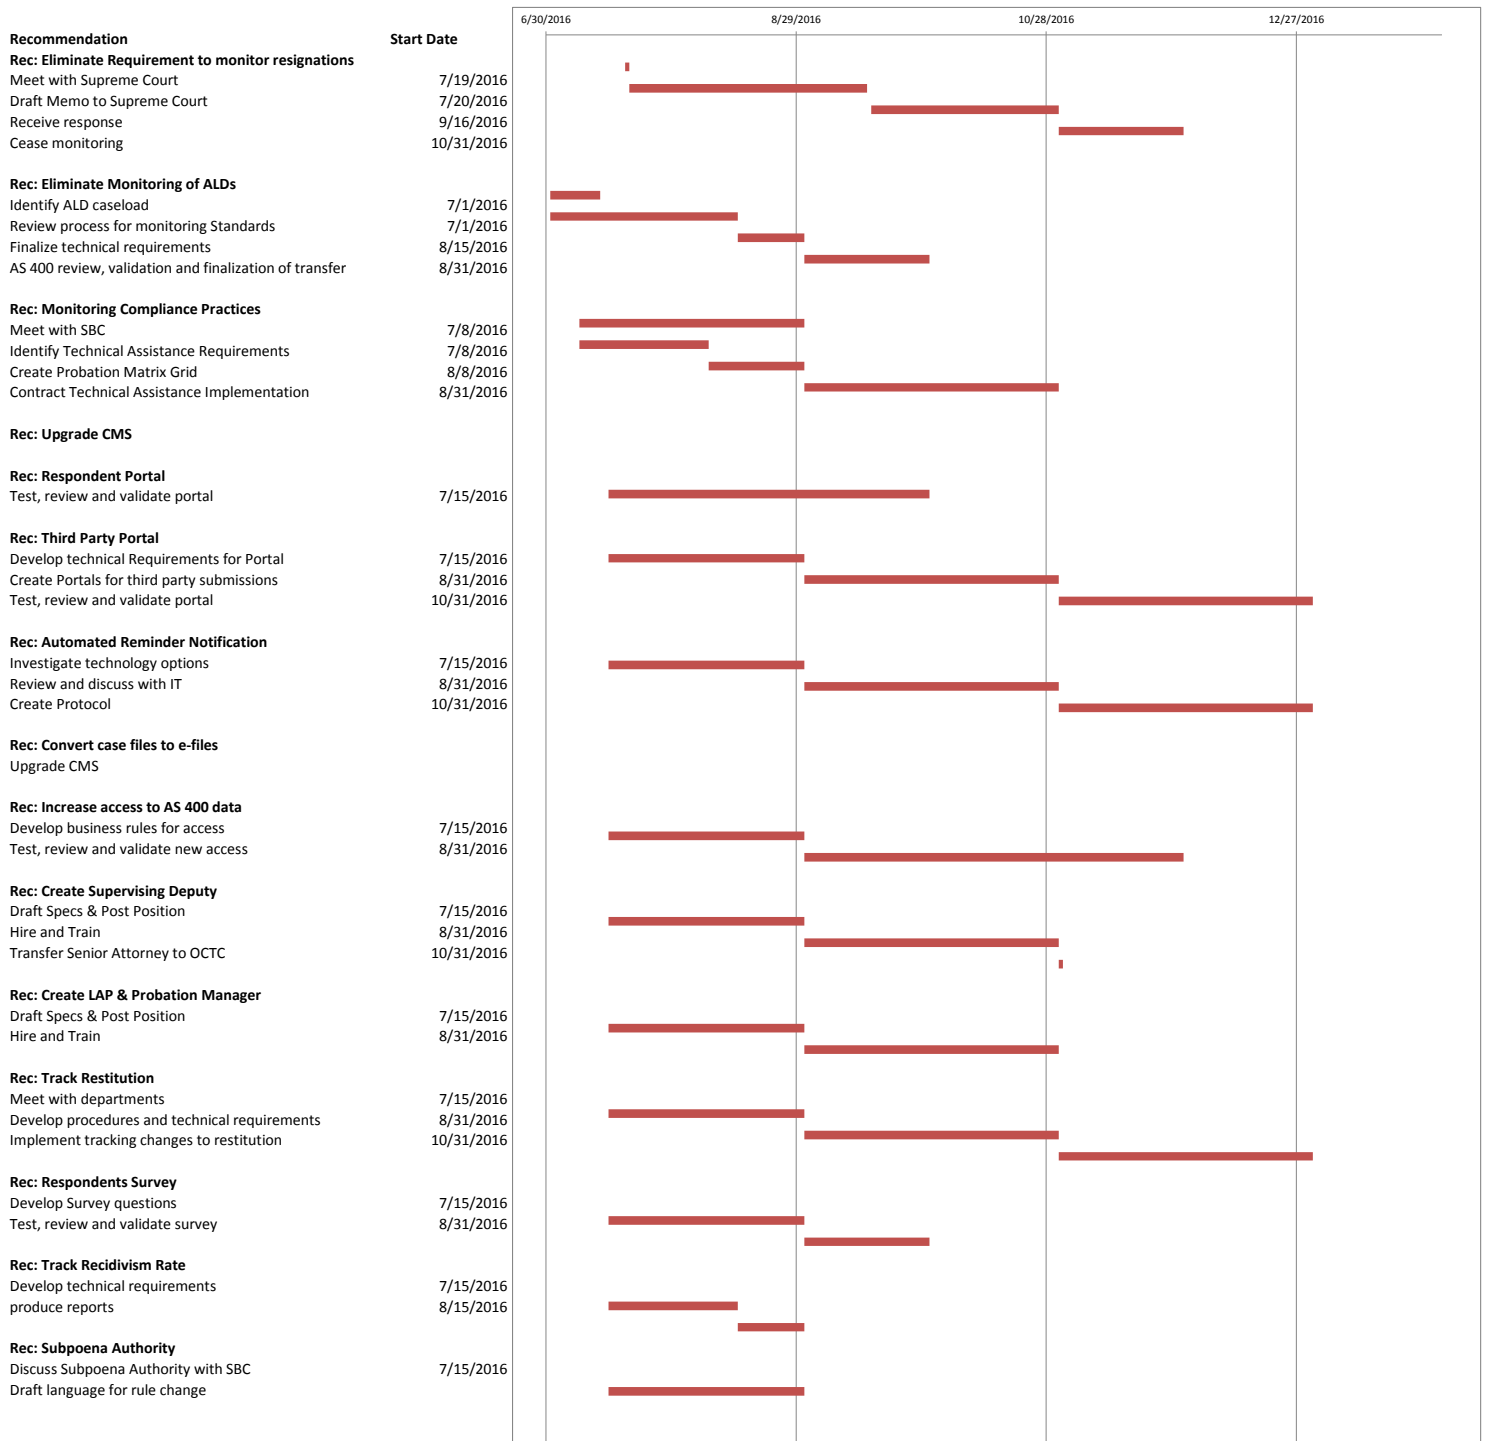 6/30/2016 8/29/2016 10/28/2016 12/27/2016
Recommendation Start Date
Rec: Eliminate Requirement to monitor resignations
Meet with Supreme Court 7/19/2016
Draft Memo to Supreme Court 7/20/2016
Receive response 9/16/2016
Cease monitoring 10/31/2016
Rec: Eliminate Monitoring of ALDs
Identify ALD caseload 7/1/2016
Review process for monitoring Standards 7/1/2016
Finalize technical requirements 8/15/2016
AS 400 review, validation and finalization of transfer 8/31/2016
Rec: Monitoring Compliance Practices
Meet with SBC 7/8/2016
Identify Technical Assistance Requirements 7/8/2016
Create Probation Matrix Grid 8/8/2016
Contract Technical Assistance Implementation 8/31/2016
Rec: Upgrade CMS
Rec: Respondent Portal
Test, review and validate portal 7/15/2016
Rec: Third Party Portal
Develop technical Requirements for Portal 7/15/2016
Create Portals for third party submissions 8/31/2016
Test, review and validate portal 10/31/2016
Rec: Automated Reminder Notification
Investigate technology options 7/15/2016
Review and discuss with IT 8/31/2016
Create Protocol 10/31/2016
Rec: Convert case files to e-files
Upgrade CMS
Rec: Increase access to AS 400 data
Develop business rules for access 7/15/2016
Test, review and validate new access 8/31/2016
Rec: Create Supervising Deputy
Draft Specs & Post Position 7/15/2016
Hire and Train 8/31/2016
Transfer Senior Attorney to OCTC 10/31/2016
Rec: Create LAP & Probation Manager
Draft Specs & Post Position 7/15/2016
Hire and Train 8/31/2016
Rec: Track Restitution
Meet with departments 7/15/2016
Develop procedures and technical requirements 8/31/2016
Implement tracking changes to restitution 10/31/2016
Rec: Respondents Survey
Develop Survey questions 7/15/2016
Test, review and validate survey 8/31/2016
Rec: Track Recidivism Rate
Develop technical requirements 7/15/2016
produce reports 8/15/2016
Rec: Subpoena Authority
Discuss Subpoena Authority with SBC 7/15/2016
Draft language for rule change